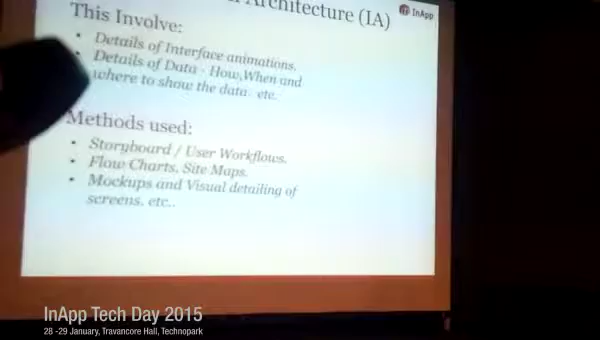 Architecture (IA)
InApp
This Involve:
• Details of Interface animations.
• Details of Data - How,When and
where to show the data. etc.
Methods used:
• Storyboard / User Workflows.
• Flow Charts. Site Maps.
• Mockups and Visual detailing of
screens. etc..
InApp Tech Day 2015
28 -29 January, Travancore Hall, Technopark